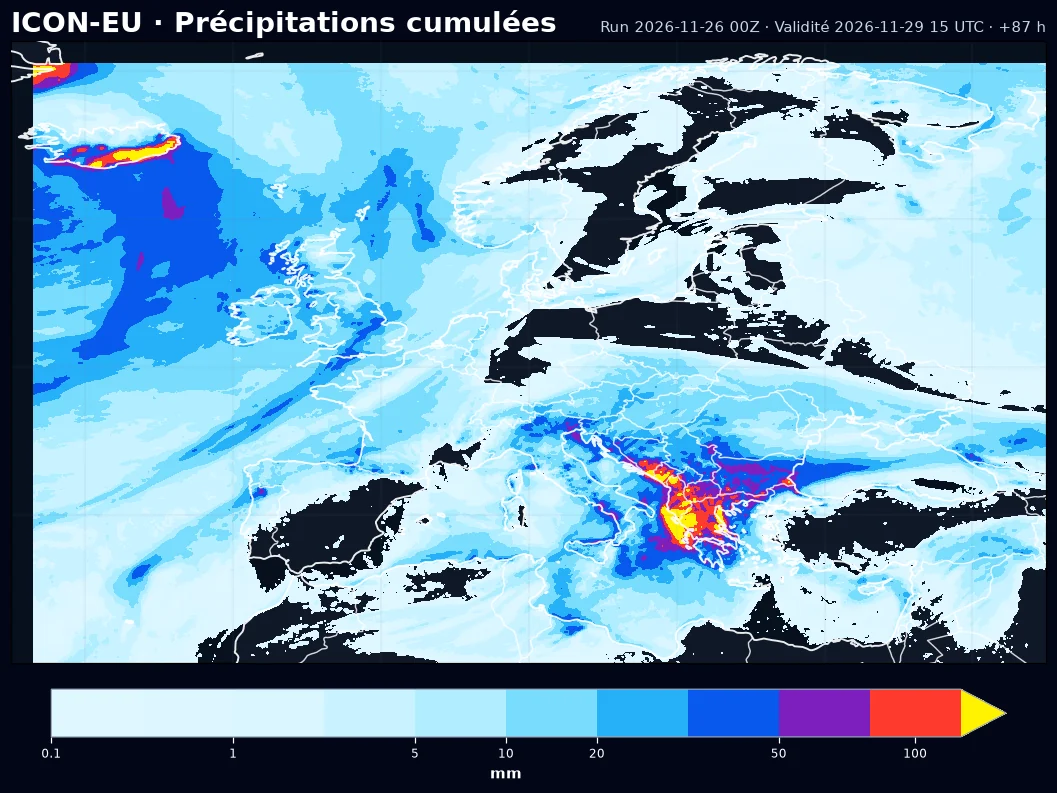 ICON-EU · Précipitations cumulées
Run 2026-11-26 00Z · Validité 2026-11-29 15 UTC · +87 h
0.1 1 5 10 20 50 100
mm